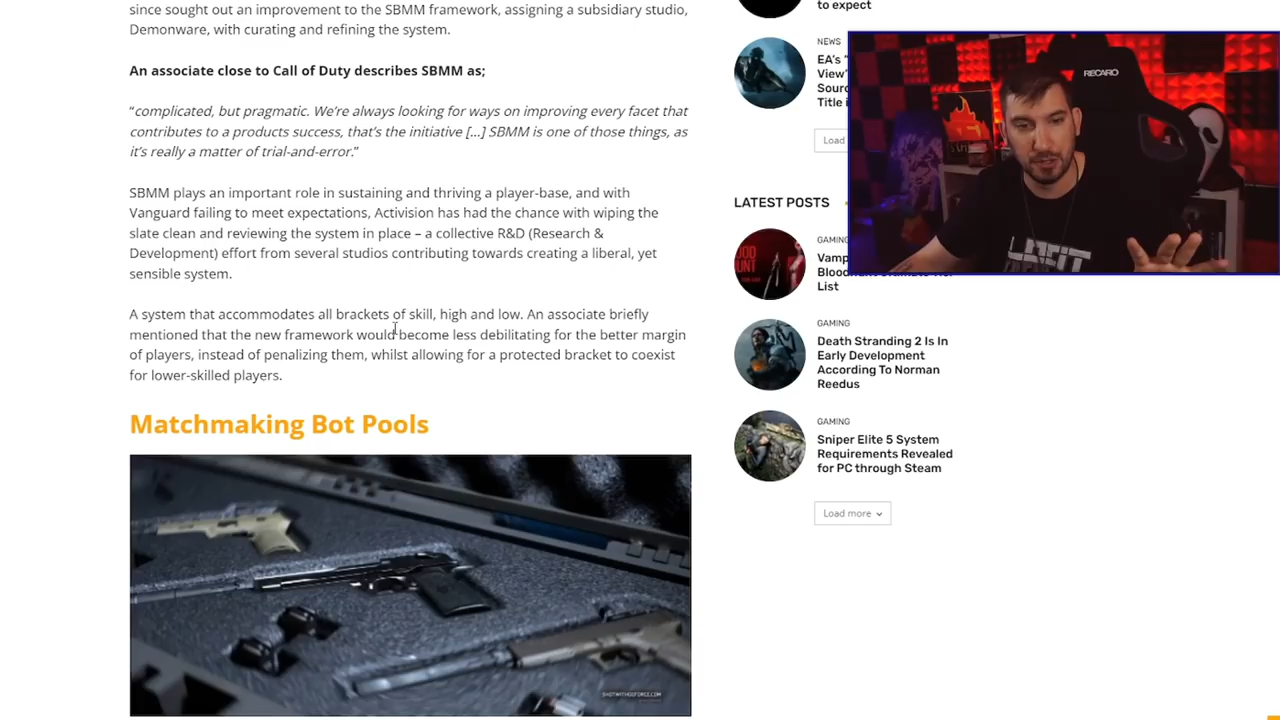 since sought out an improvement to the SBMM framework, assigning a subsidiary studio,
Demonware, with curating and refining the system.
An associate close to Call of Duty describes SBMM as;
“complicated, but pragmatic. We’re always looking for ways on improving every facet that
contributes to a products success, that’s the initiative […] SBMM is one of those things, as
it’s really a matter of trial-and-error.”
SBMM plays an important role in sustaining and thriving a player-base, and with
Vanguard failing to meet expectations, Activision has had the chance with wiping the
slate clean and reviewing the system in place – a collective R&D (Research &
Development) effort from several studios contributing towards creating a liberal, yet
sensible system.
A system that accommodates all brackets of skill, high and low. An associate briefly
mentioned that the new framework would become less debilitating for the better margin
of players, instead of penalizing them, whilst allowing for a protected bracket to coexist
for lower-skilled players.
Matchmaking Bot Pools
SHOTWITHGEFORCE.COM
to expect
NEWS
EA’s “
View”
Sourc
Title i
Load
LATEST POSTS
GAMING
Vamp
Bloodhunt Ultimate Tier
List
GAMING
Death Stranding 2 Is In
Early Development
According To Norman
Reedus
GAMING
Sniper Elite 5 System
Requirements Revealed
for PC through Steam
Load more
RECARO